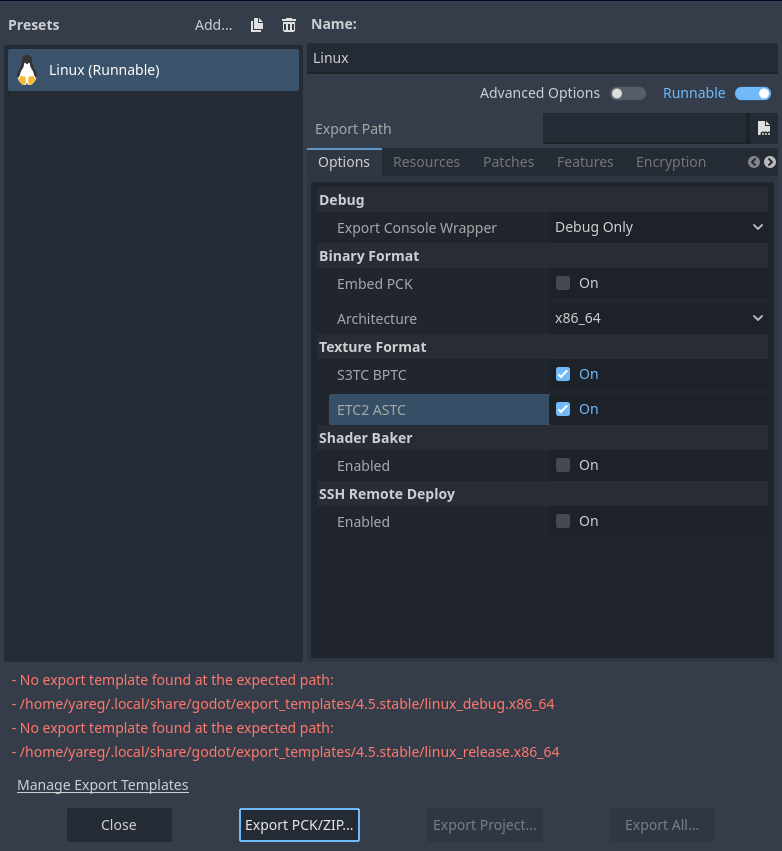 Presets
Add...
Name:
Linux (Runnable)
Linux
Advanced Options
Runnable
Export Path
Options Resources Patches Features Encryption
Debug
Export Console Wrapper Debug Only
Binary Format
Embed PCK On
Architecture x86_64
Texture Format
S3TC BPTC On
ETC2 ASTC On
Shader Baker
Enabled On
SSH Remote Deploy
Enabled On
- No export template found at the expected path:
- /home/yareg/.local/share/godot/export_templates/4.5.stable/linux_debug.x86_64
- No export template found at the expected path:
- /home/yareg/.local/share/godot/export_templates/4.5.stable/linux_release.x86_64
Manage Export Templates
Close Export PCK/ZIP... Export Project... Export All...